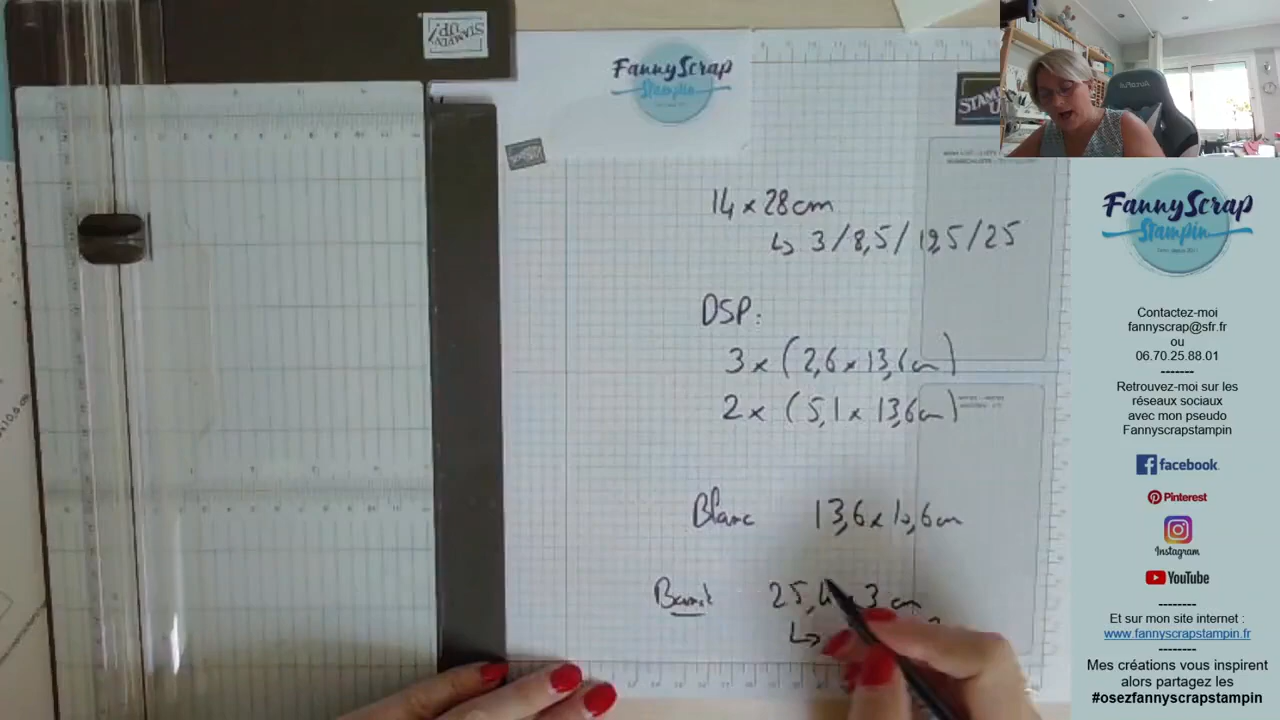 STAMPIN' UP!
FannyScrap
Stampin
STAMPIN' UP!
14 x 28 cm
↳ 3 / 8,5 / 19,5 / 25
DSP:
3 x (2,6 x 13,6 cm)
2 x (5,1 x 13,6 cm)
Blanc 13,6 x 10,6 cm
25,4 x 3 cm
↳
FannyScrap
Stampin
Contactez-moi
fannyscrap@sfr.fr
ou
06.70.25.88.01
-------
Retrouvez-moi sur les
réseaux sociaux
avec mon pseudo
Fannyscrapstampin
facebook
Pinterest
Instagram
YouTube
--------
Et sur mon site internet :
www.fannyscrapstampin.fr
--------
Mes créations vous inspirent
alors partagez les
#osezfannyscrapstampin